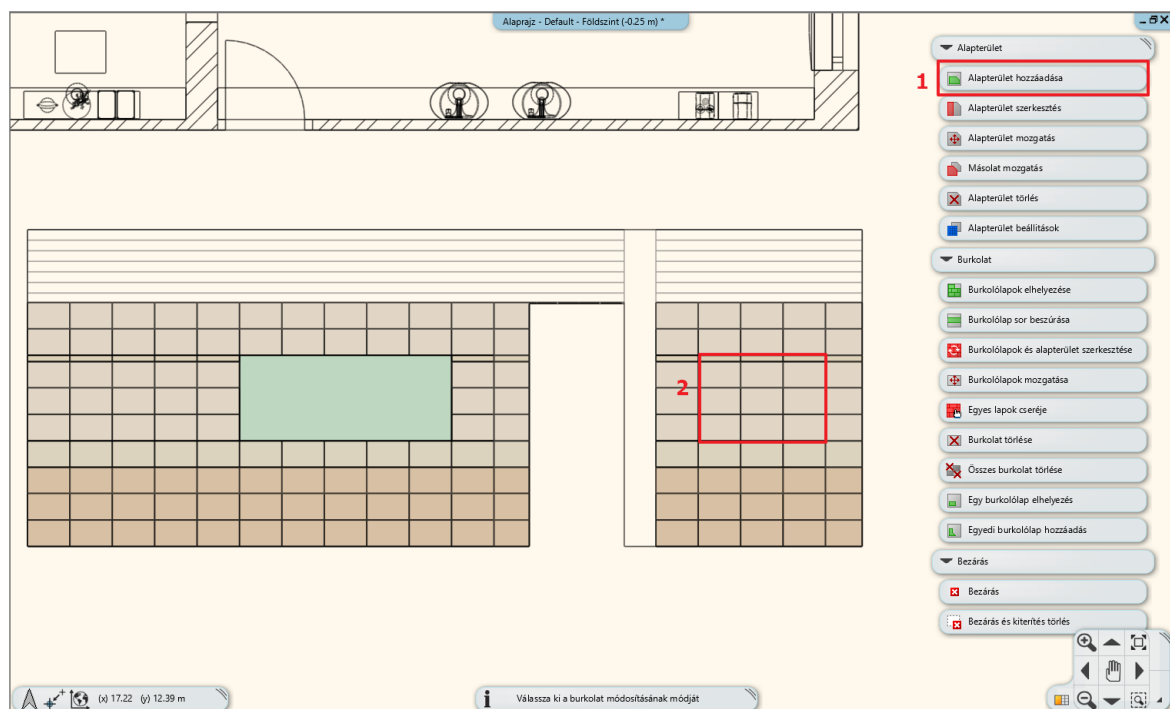 Alaprajz - Default - Földszint (-0.25 m) *
Alapterület
1
Alapterület hozzáadása
Alapterület szerkesztés
Alapterület mozgatás
Másolat mozgatás
Alapterület törlés
Alapterület beállítások
Burkolat
Burkolólapok elhelyezése
Burkolólap sor beszúrása
Burkolólapok és alapterület szerkesztése
Burkolólapok mozgatása
2
Egyes lapok cseréje
Burkolat törlése
Összes burkolat törlése
Egy burkolólap elhelyezés
Egyedi burkolólap hozzáadás
Bezárás
Bezárás
Bezárás és kiterítés törlés
(x) 17.22 (y) 12.39 m
Válassza ki a burkolat módosításának módját